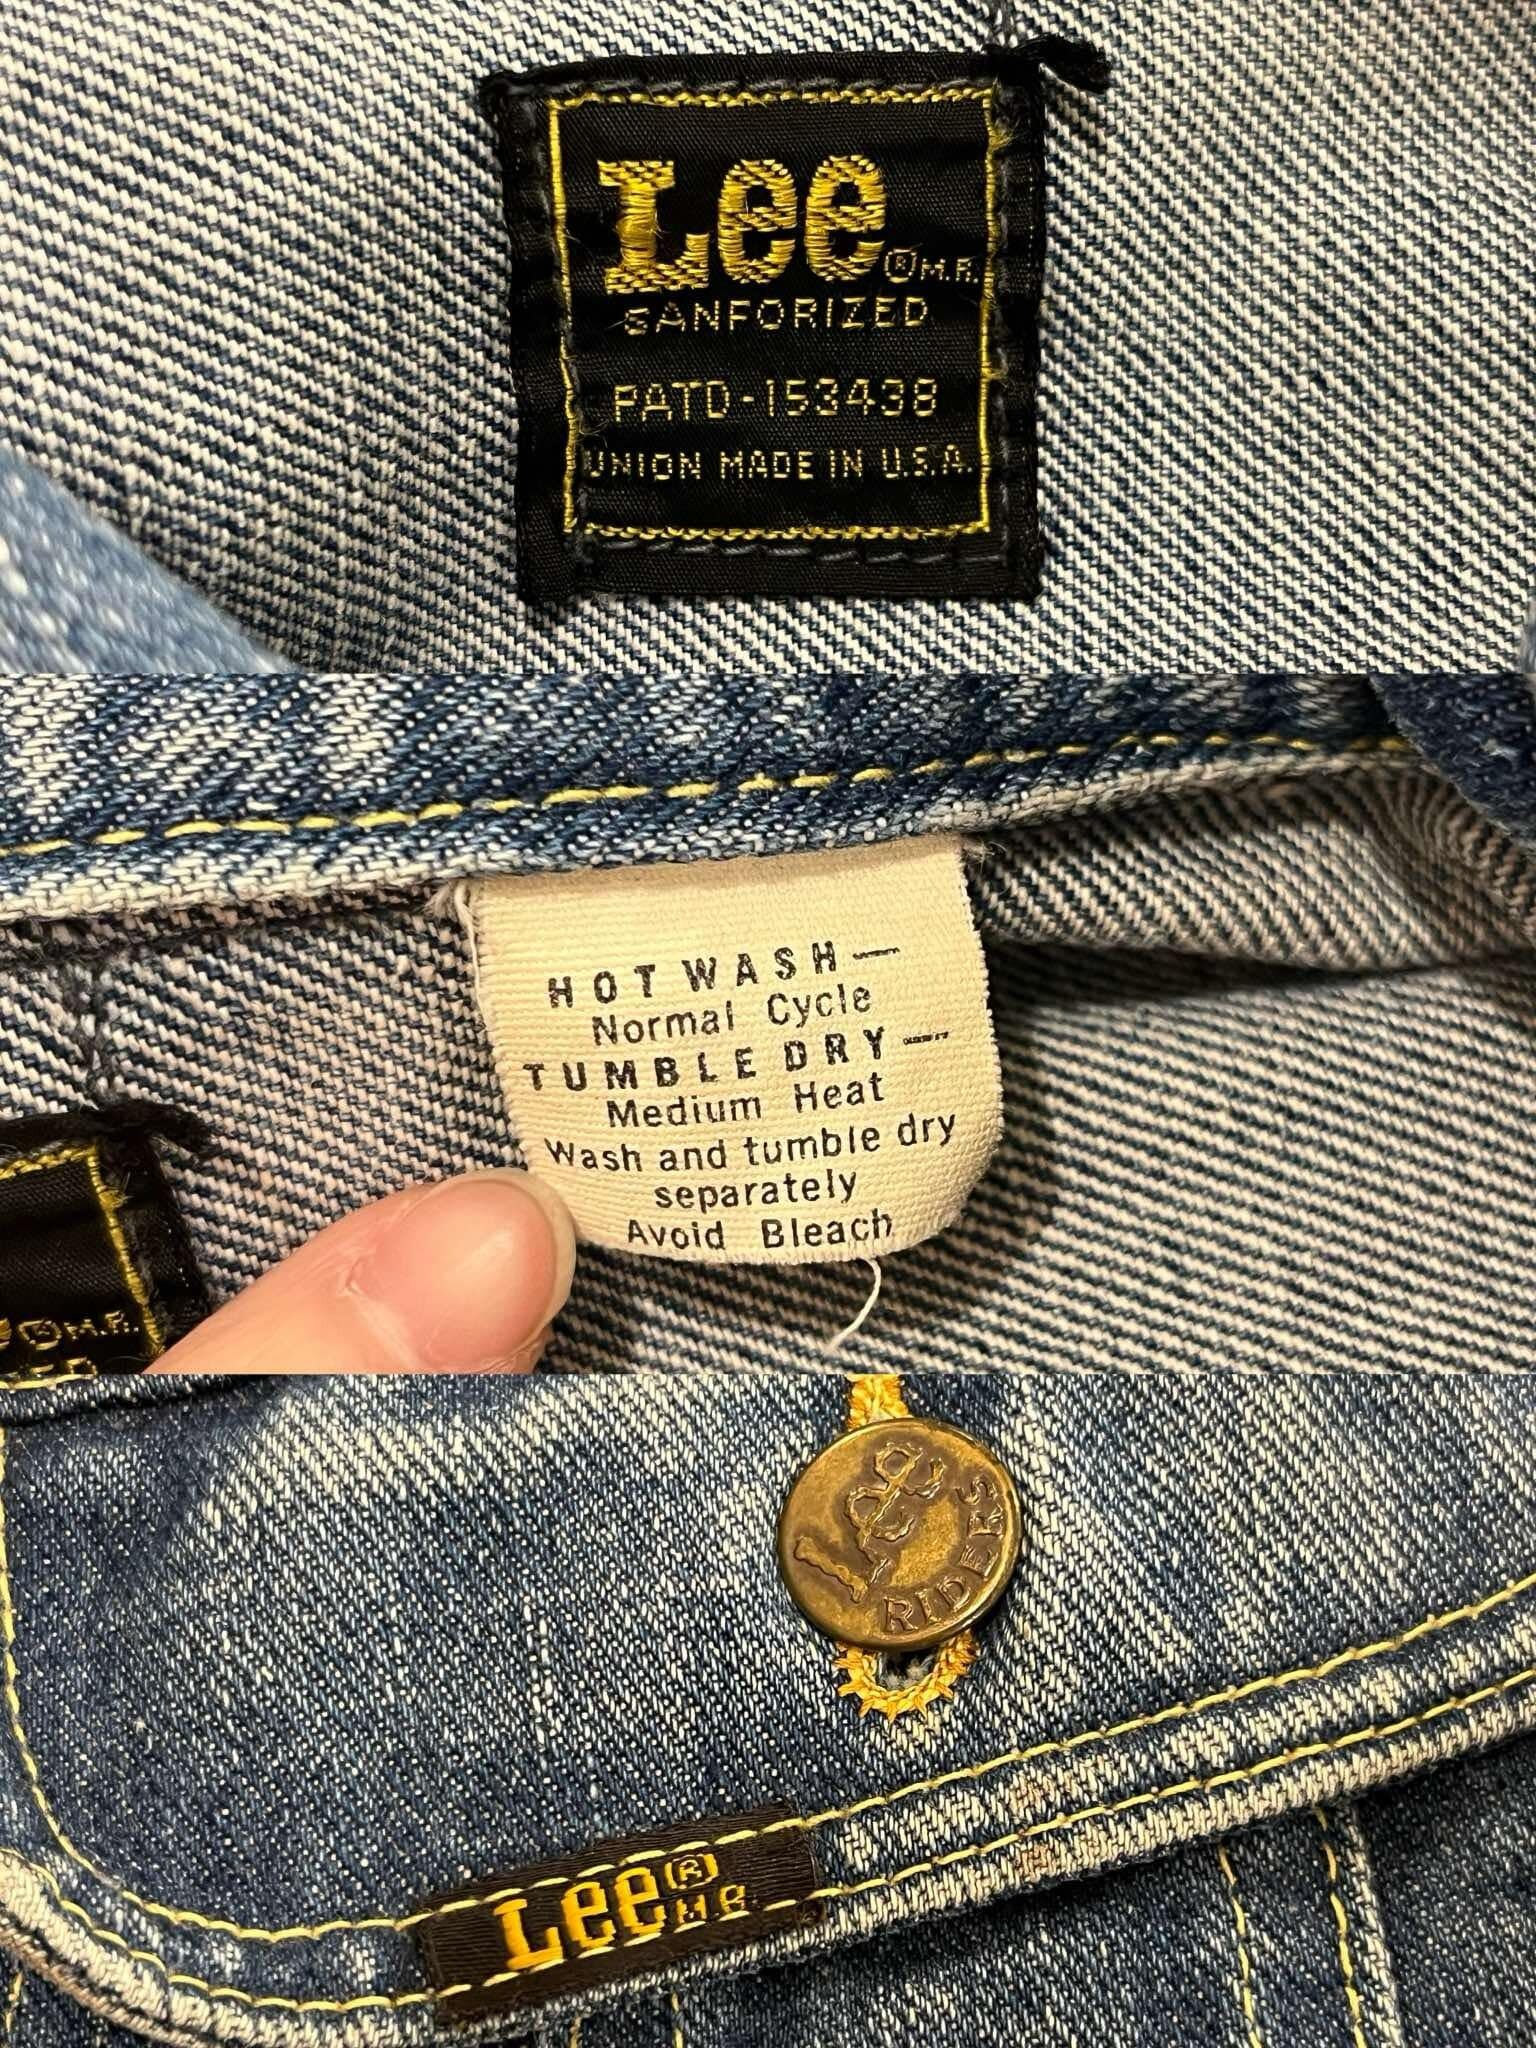 Lee®M.R.
SANFORIZED
PATD-153438
UNION MADE IN U.S.A.
HOT WASH—
Normal Cycle
TUMBLE DRY—
Medium Heat
Wash and tumble dry
separately
Avoid Bleach
®M.R.
Lee
RIDERS
Lee®
M.R.